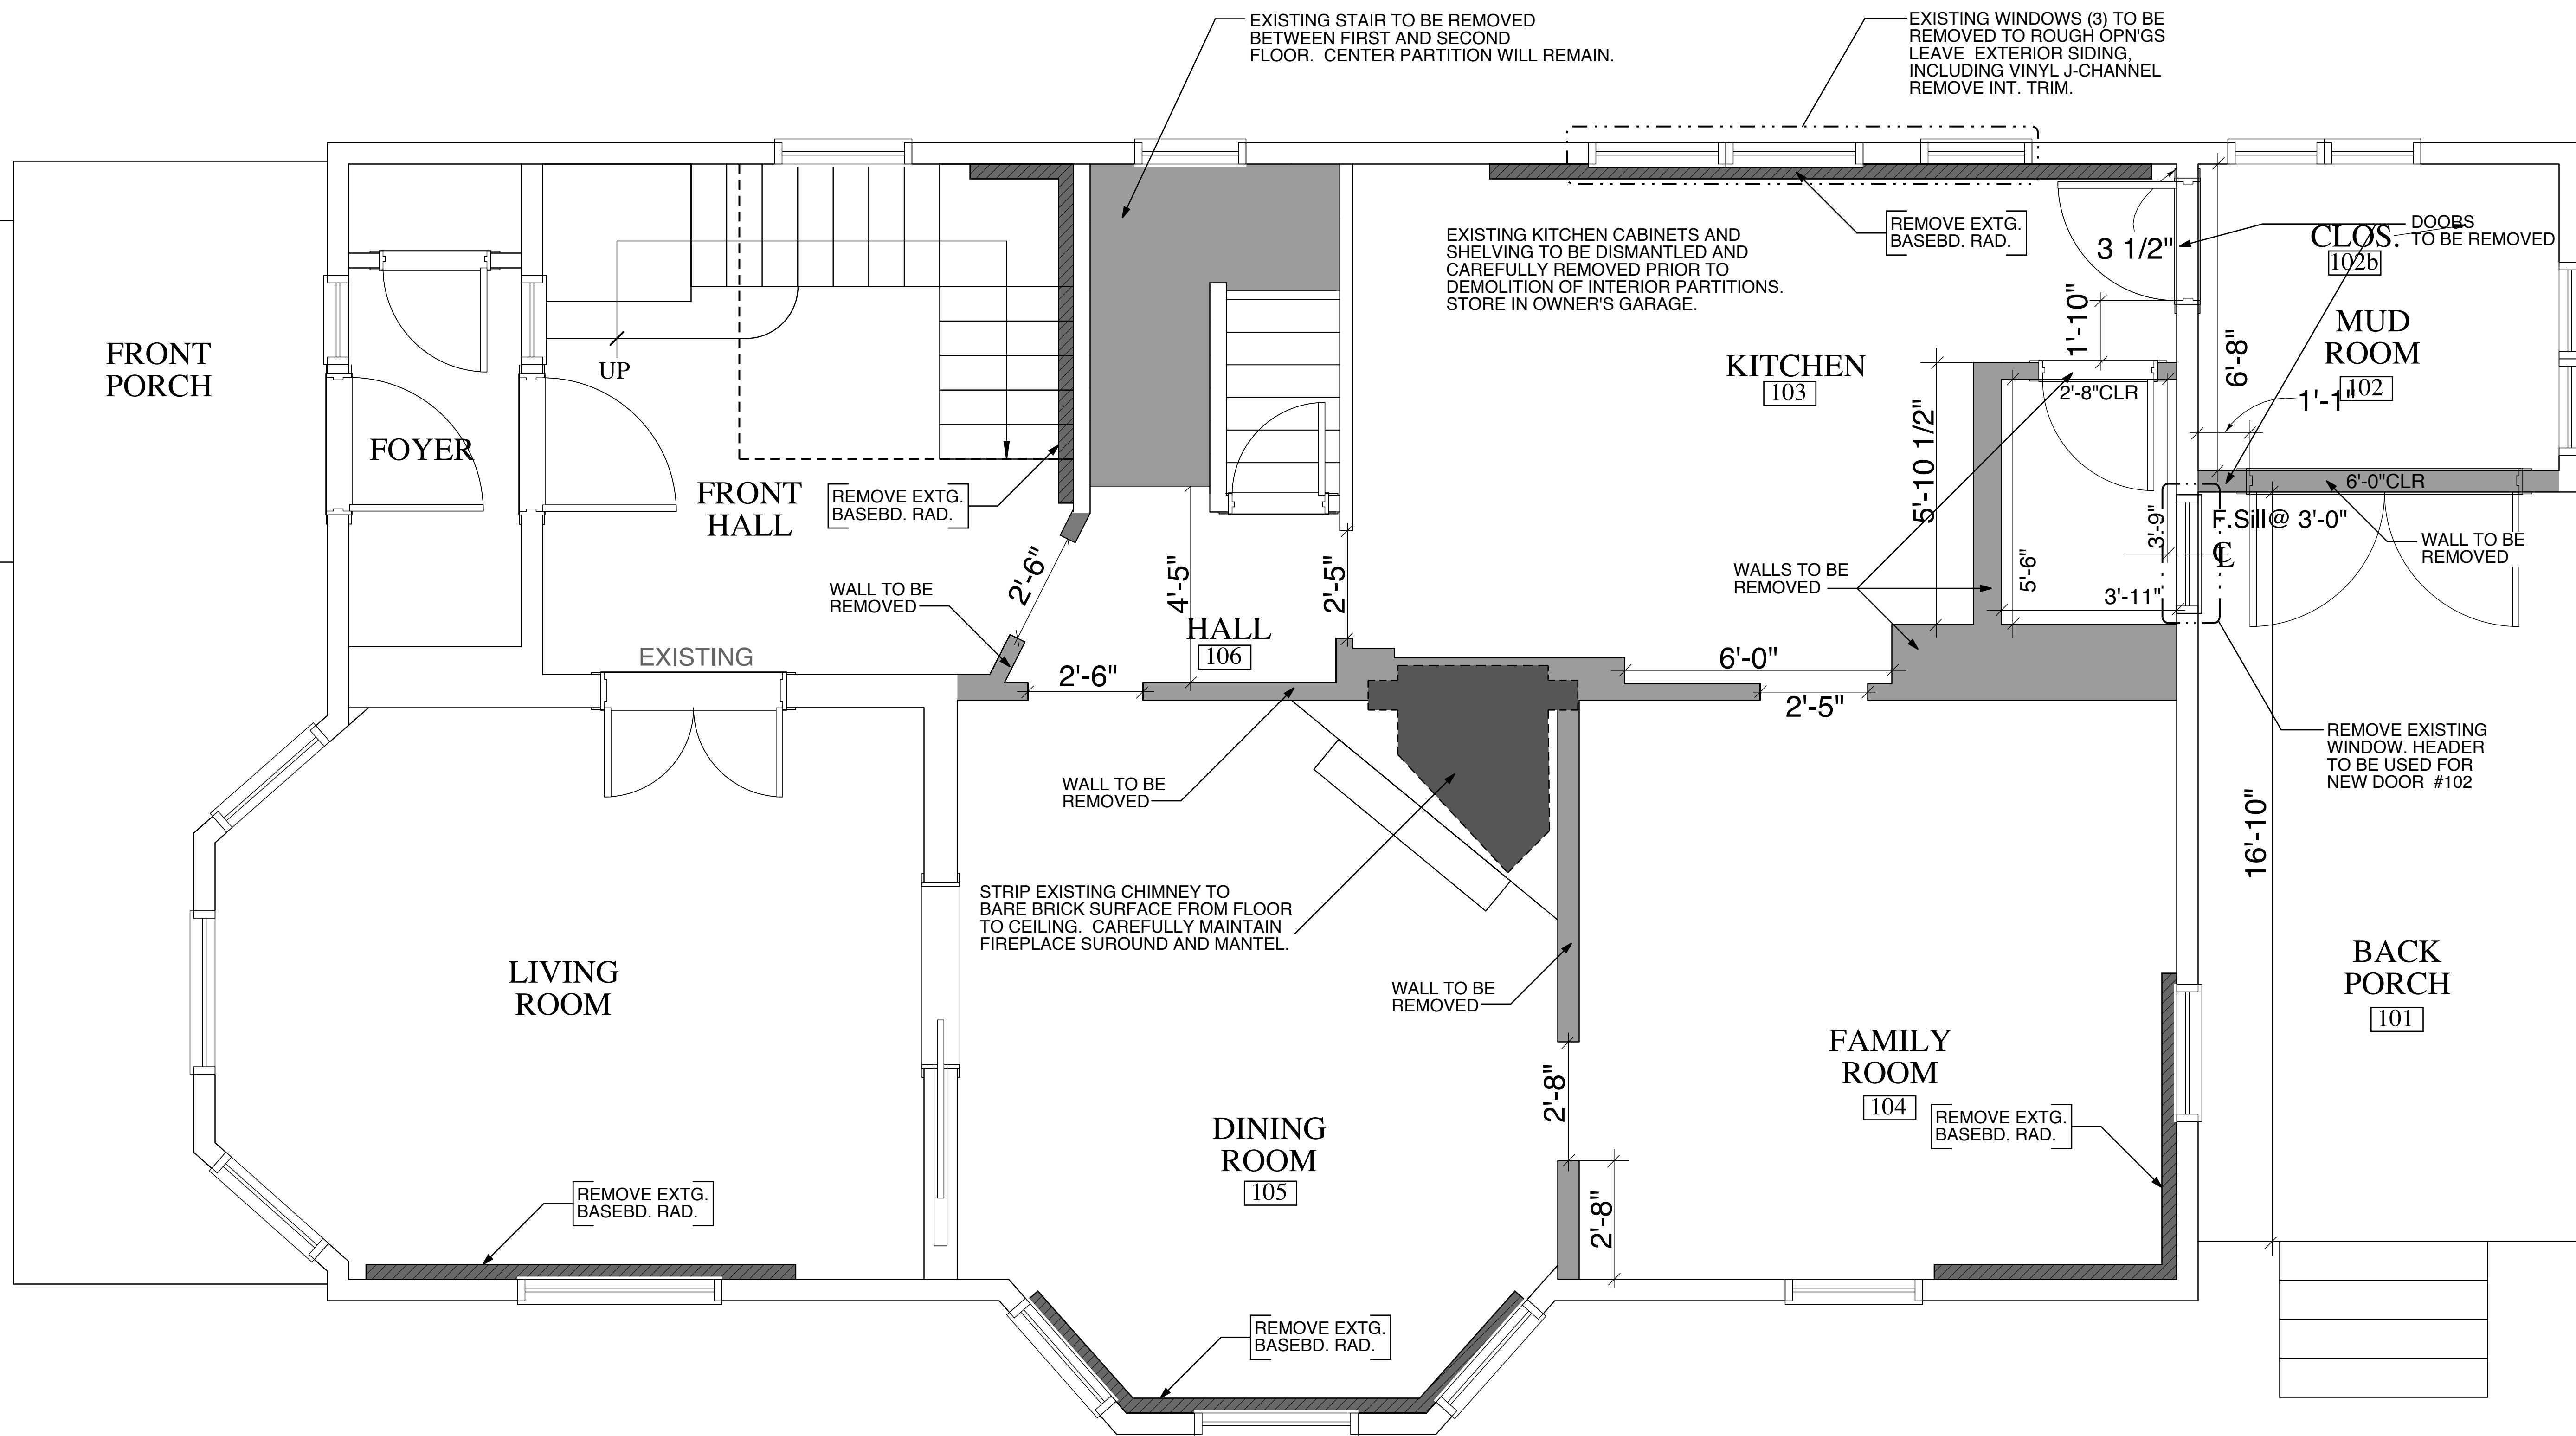 EXISTING STAIR TO BE REMOVED
BETWEEN FIRST AND SECOND
FLOOR. CENTER PARTITION WILL REMAIN.
EXISTING WINDOWS (3) TO BE
REMOVED TO ROUGH OPN'GS
LEAVE EXTERIOR SIDING,
INCLUDING VINYL J-CHANNEL
REMOVE INT. TRIM.
REMOVE EXTG.
BASEBD. RAD.
EXISTING KITCHEN CABINETS AND
SHELVING TO BE DISMANTLED AND
CAREFULLY REMOVED PRIOR TO
DEMOLITION OF INTERIOR PARTITIONS.
STORE IN OWNER'S GARAGE.
3 1/2"
DOORS
TO BE REMOVED
CLOS.
102b
1'-10"
MUD
ROOM
102
6'-8"
1'-1"
FRONT
PORCH
UP
KITCHEN
103
2'-8"CLR
FOYER
5'-10 1/2"
FRONT
HALL
REMOVE EXTG.
BASEBD. RAD.
6'-0"CLR
3'-9"
F.Sill@ 3'-0"
CL
WALL TO BE
REMOVED
2'-6"
4'-5"
2'-5"
WALLS TO BE
REMOVED
5'-6"
3'-11"
WALL TO BE
REMOVED
HALL
106
EXISTING
2'-6"
6'-0"
2'-5"
REMOVE EXISTING
WINDOW. HEADER
TO BE USED FOR
NEW DOOR #102
WALL TO BE
REMOVED
16'-10"
STRIP EXISTING CHIMNEY TO
BARE BRICK SURFACE FROM FLOOR
TO CEILING. CAREFULLY MAINTAIN
FIREPLACE SUROUND AND MANTEL.
LIVING
ROOM
WALL TO BE
REMOVED
BACK
PORCH
101
FAMILY
ROOM
104
2'-8"
REMOVE EXTG.
BASEBD. RAD.
DINING
ROOM
105
2'-8"
REMOVE EXTG.
BASEBD. RAD.
REMOVE EXTG.
BASEBD. RAD.